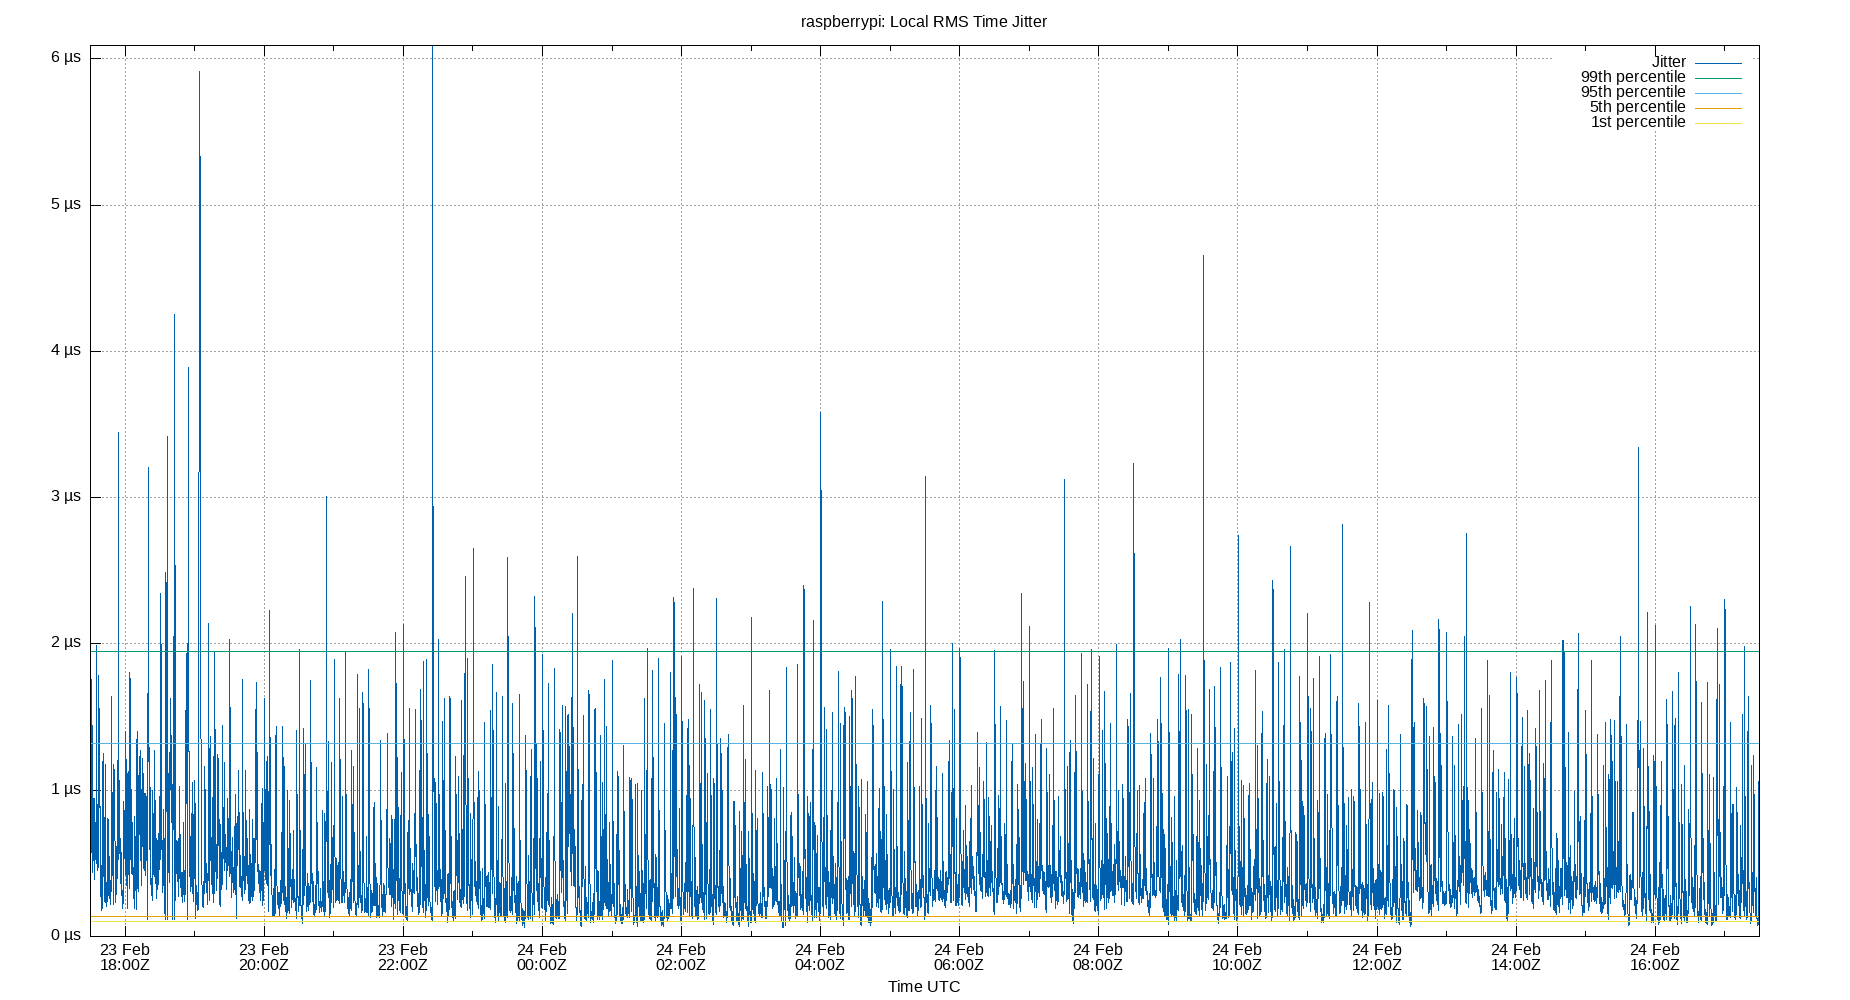 raspberrypi: Local RMS Time Jitter
6 µs
5 µs
4 µs
3 µs
2 µs
1 µs
0 µs
Jitter
99th percentile
95th percentile
5th percentile
1st percentile
23 Feb 18:00Z
23 Feb 20:00Z
23 Feb 22:00Z
24 Feb 00:00Z
24 Feb 02:00Z
24 Feb 04:00Z
24 Feb 06:00Z
24 Feb 08:00Z
24 Feb 10:00Z
24 Feb 12:00Z
24 Feb 14:00Z
24 Feb 16:00Z
Time UTC